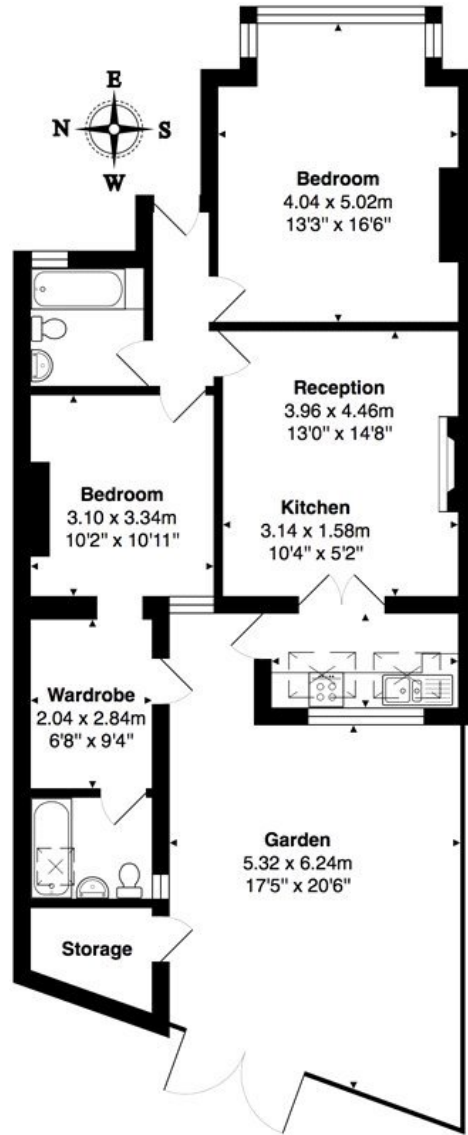 E
N S
W
Bedroom
4.04 x 5.02m
13'3" x 16'6"
Reception
3.96 x 4.46m
13'0" x 14'8"
Kitchen
3.14 x 1.58m
10'4" x 5'2"
Bedroom
3.10 x 3.34m
10'2" x 10'11"
Wardrobe
2.04 x 2.84m
6'8" x 9'4"
Garden
5.32 x 6.24m
17'5" x 20'6"
Storage